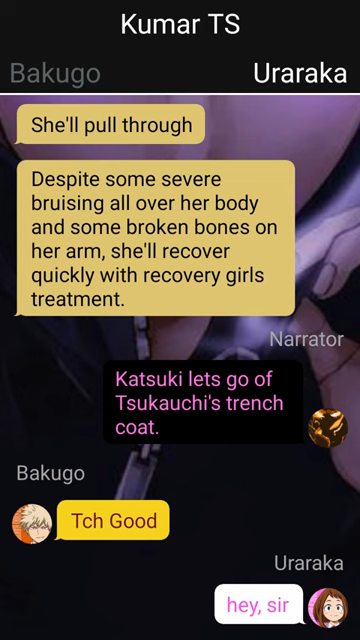 Kumar TS
Bakugo
Uraraka
She'll pull through
Despite some severe
bruising all over her body
and some broken bones on
her arm, she'll recover
quickly with recovery girls
treatment.
Narrator
Katsuki lets go of
Tsukauchi's trench
coat.
Bakugo
Tch Good
Uraraka
hey, sir